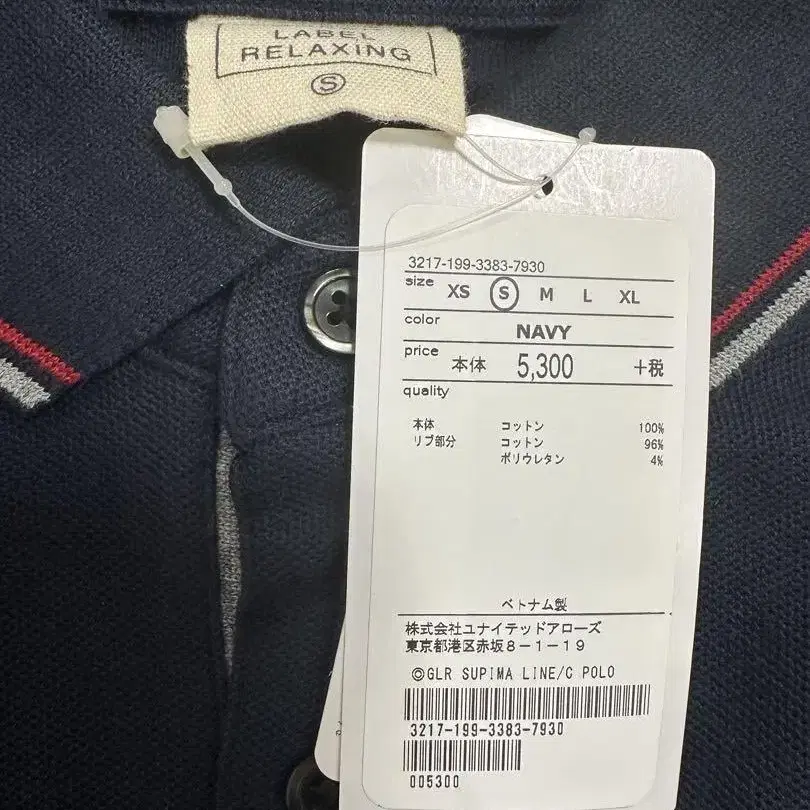 LABEL
RELAXING
S
3217-199-3383-7930
size XS S M L XL
color NAVY
price 本体 5,300 +税
quality
本体 コットン 100%
リブ部分 コットン 96%
ポリウレタン 4%
ベトナム製
株式会社ユナイテッドアローズ
東京都港区赤坂8-1-19
©GLR SUPIMA LINE/C POLO
3217-199-3383-7930
005300